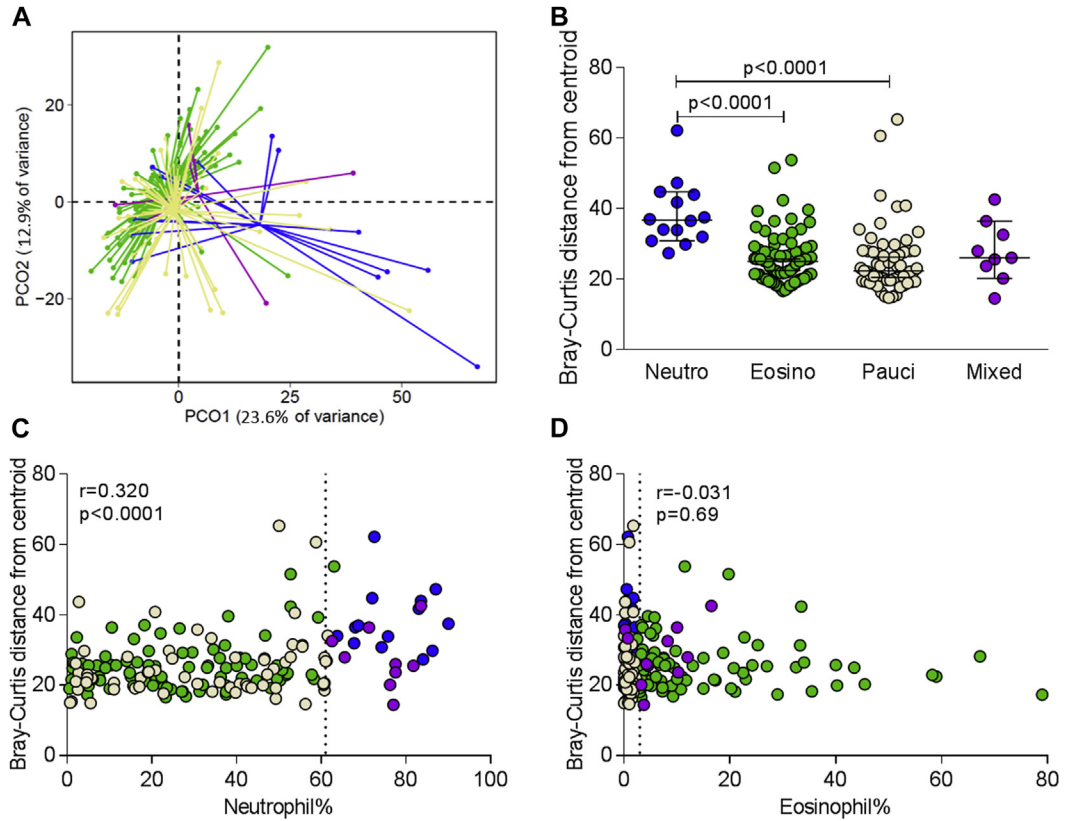 A
PCO2 (12.9% of variance)
20
0
−20
0
25
50
PCO1 (23.6% of variance)
B
Bray-Curtis distance from centroid
80
60
40
20
0
p<0.0001
p<0.0001
Neutro
Eosino
Pauci
Mixed
C
Bray-Curtis distance from centroid
80
60
40
20
0
r=0.320
p<0.0001
0
20
40
60
80
100
Neutrophil%
D
Bray-Curtis distance from centroid
80
60
40
20
0
r=-0.031
p=0.69
0
20
40
60
80
Eosinophil%